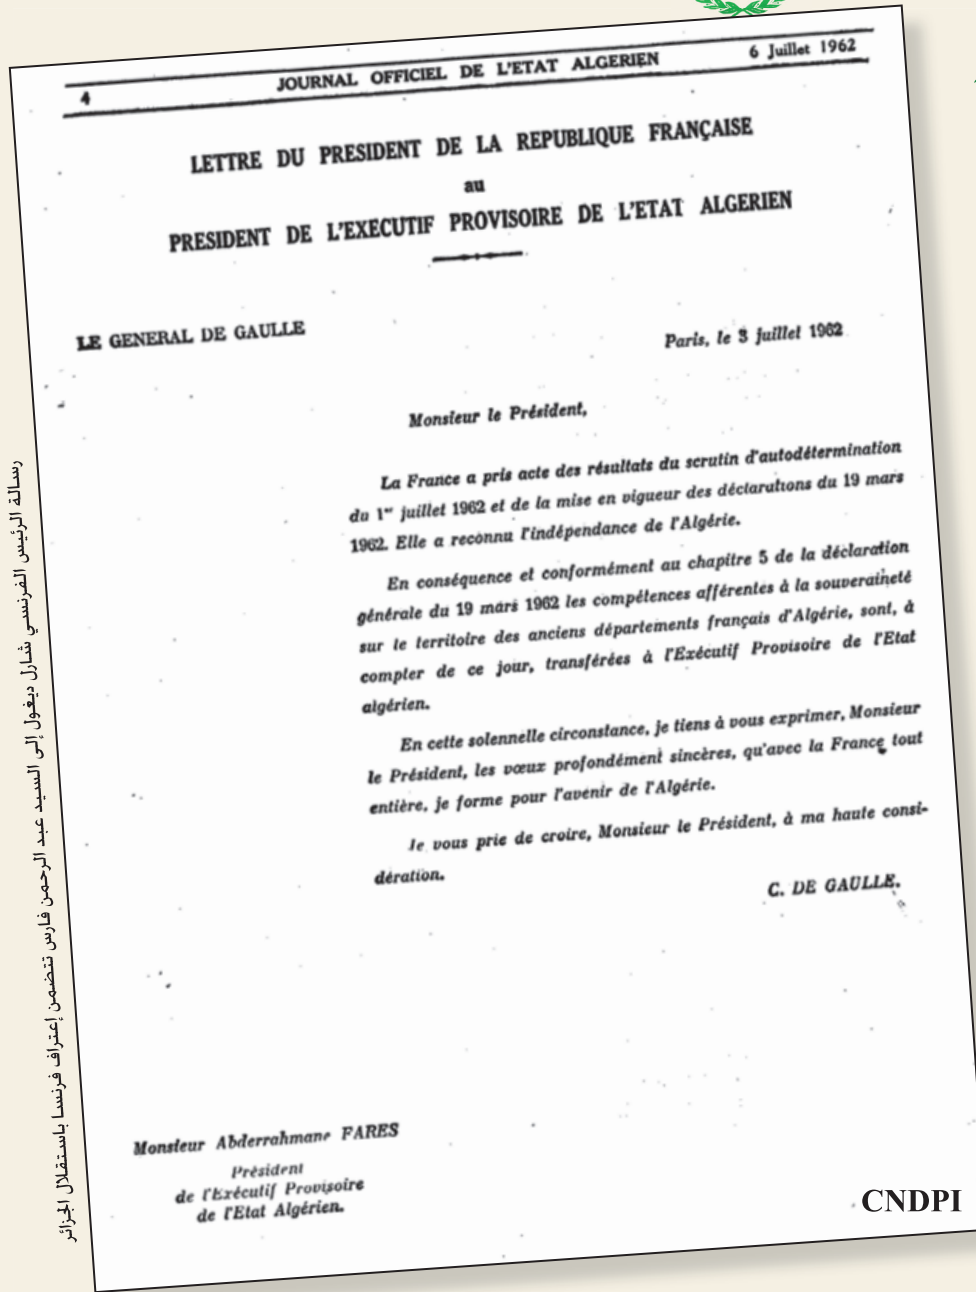 4 JOURNAL OFFICIEL DE L'ETAT ALGERIEN 6 Juillet 1962
LETTRE DU PRESIDENT DE LA REPUBLIQUE FRANÇAISE
au
PRESIDENT DE L'EXECUTIF PROVISOIRE DE L'ETAT ALGERIEN
LE GENERAL DE GAULLE
Paris, le 3 juillet 1962
Monsieur le Président,
La France a pris acte des résultats du scrutin d'autodétermination
du 1er juillet 1962 et de la mise en vigueur des déclarations du 19 mars
1962. Elle a reconnu l'indépendance de l'Algérie.
En conséquence et conformément au chapitre 5 de la déclaration
générale du 19 mars 1962 les compétences afférentes à la souveraineté
sur le territoire des anciens départements français d'Algérie, sont, à
compter de ce jour, transférées à l'Exécutif Provisoire de l'Etat
algérien.
En cette solennelle circonstance, je tiens à vous exprimer, Monsieur
le Président, les vœux profondément sincères, qu'avec la France tout
entière, je forme pour l'avenir de l'Algérie.
Je vous prie de croire, Monsieur le Président, à ma haute consi-
dération.
C. DE GAULLE.
Monsieur Abderrahmane FARES
Président
de l'Exécutif Provisoire
de l'Etat Algérien.
رسالة الرئيس الفرنسي شارل ديغول إلى السيد عبد الرحمن فارس تتضمن إعتراف فرنسا باستقلال الجزائر
CNDPI